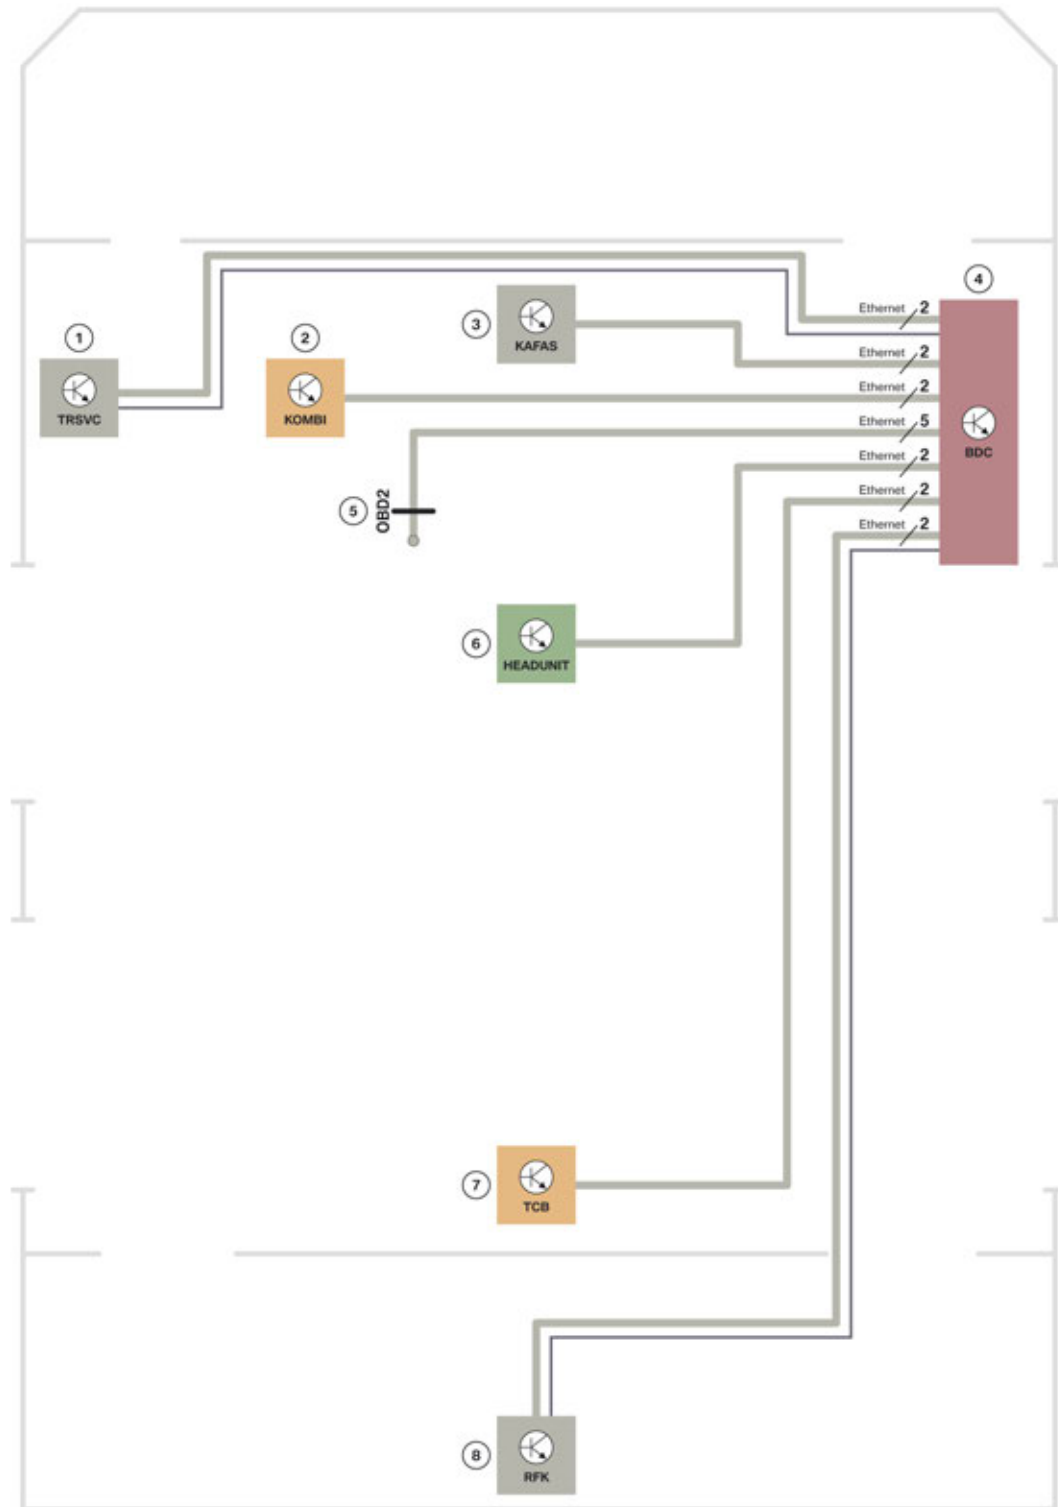 4
Ethernet 2
1
2
3
KAFAS
Ethernet 2
TRSVC
KOMBI
Ethernet 2
Ethernet 5
BDC
Ethernet 2
5
OBD2
Ethernet 2
Ethernet 2
6
HEADUNIT
7
TCB
8
RFK